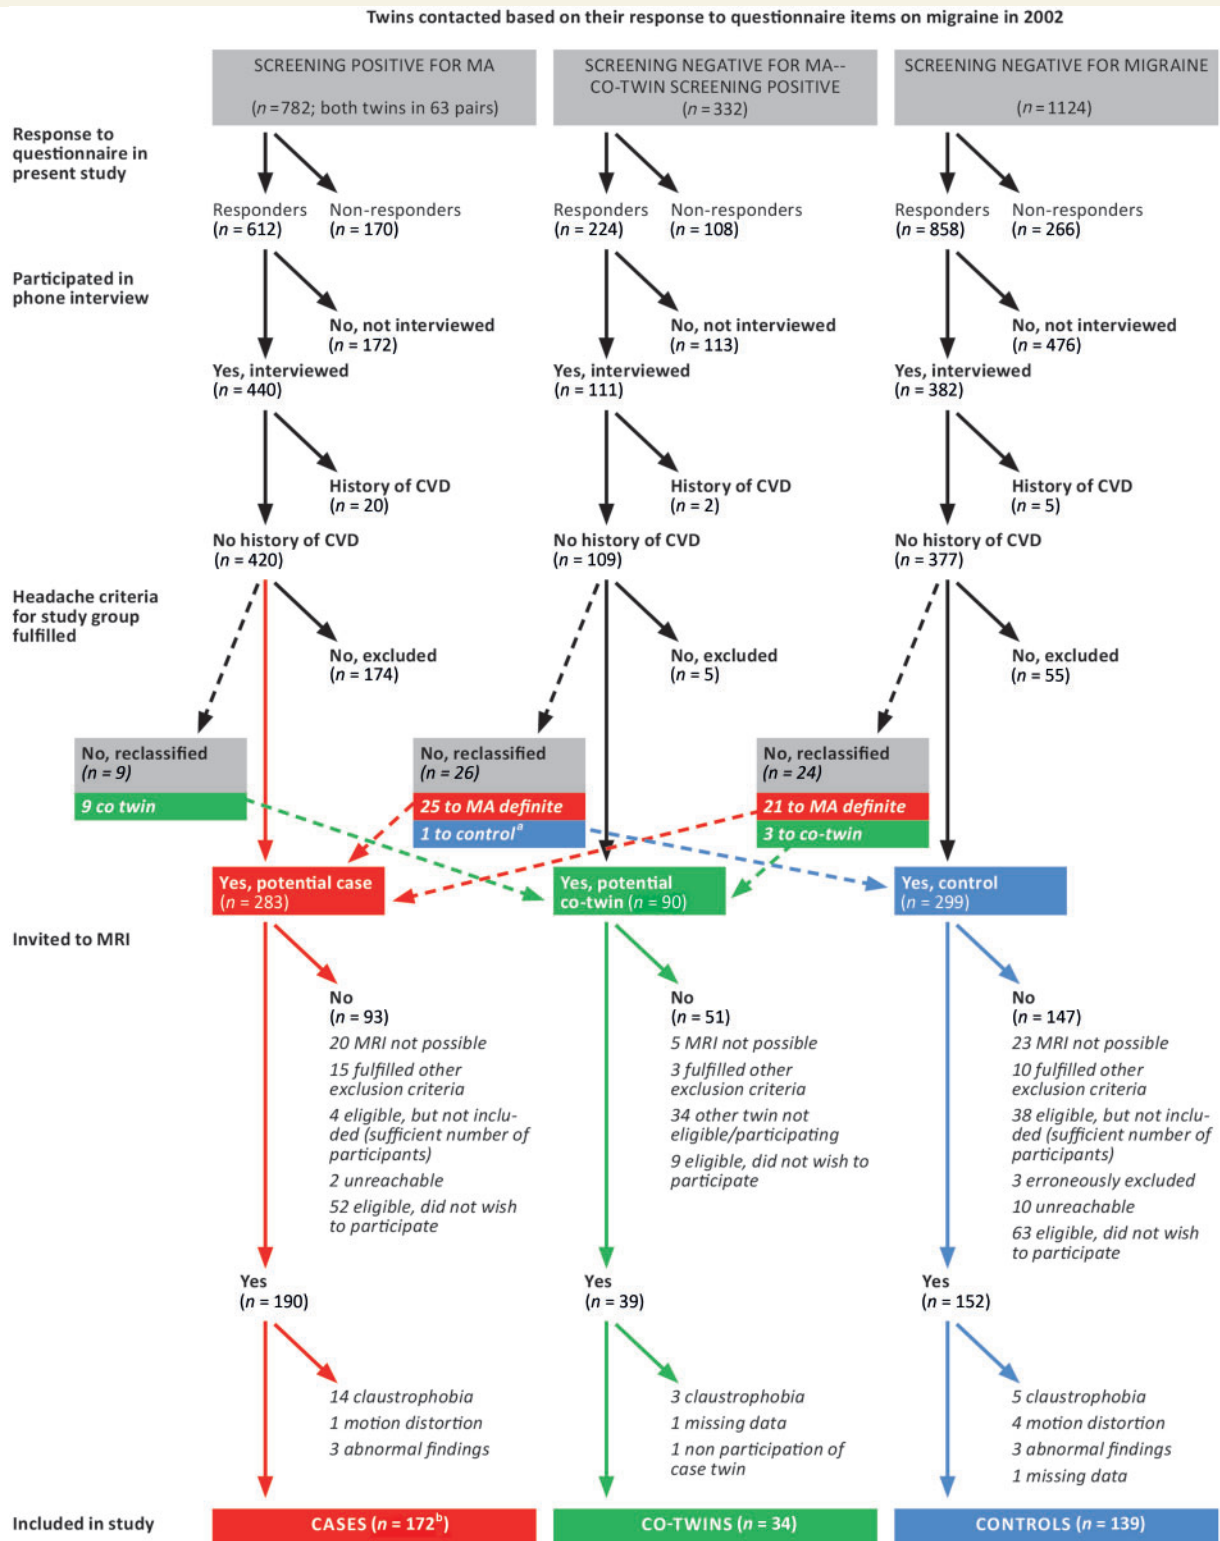 Twins contacted based on their response to questionnaire items on migraine in 2002
SCREENING POSITIVE FOR MA
(n=782; both twins in 63 pairs)
SCREENING NEGATIVE FOR MA--
CO-TWIN SCREENING POSITIVE
(n = 332)
SCREENING NEGATIVE FOR MIGRAINE
(n = 1124)
Response to
questionnaire in
present study
Responders
(n = 612)
Non-responders
(n = 170)
Responders
(n = 224)
Non-responders
(n = 108)
Responders
(n = 858)
Non-responders
(n = 266)
Participated in
phone interview
No, not interviewed
(n = 172)
No, not interviewed
(n = 113)
No, not interviewed
(n = 476)
Yes, interviewed
(n = 440)
Yes, interviewed
(n = 111)
Yes, interviewed
(n = 382)
History of CVD
(n = 20)
History of CVD
(n = 2)
History of CVD
(n = 5)
No history of CVD
(n = 420)
No history of CVD
(n = 109)
No history of CVD
(n = 377)
Headache criteria
for study group
fulfilled
No, excluded
(n = 174)
No, excluded
(n = 5)
No, excluded
(n = 55)
No, reclassified
(n = 9)
9 co twin
No, reclassified
(n = 26)
25 to MA definite
1 to controlª
No, reclassified
(n = 24)
21 to MA definite
3 to co-twin
Yes, potential case
(n = 283)
Yes, potential
co-twin (n = 90)
Yes, control
(n = 299)
Invited to MRI
No
(n = 93)
20 MRI not possible
15 fulfilled other
exclusion criteria
4 eligible, but not inclu-
ded (sufficient number of
participants)
2 unreachable
52 eligible, did not wish
to participate
No
(n = 51)
5 MRI not possible
3 fulfilled other
exclusion criteria
34 other twin not
eligible/participating
9 eligible, did not wish to
participate
No
(n = 147)
23 MRI not possible
10 fulfilled other
exclusion criteria
38 eligible, but not inclu-
ded (sufficient number of
participants)
3 erroneously excluded
10 unreachable
63 eligible, did not wish
to participate
Yes
(n = 190)
Yes
(n = 39)
Yes
(n = 152)
14 claustrophobia
1 motion distortion
3 abnormal findings
3 claustrophobia
1 missing data
1 non participation of
case twin
5 claustrophobia
4 motion distortion
3 abnormal findings
1 missing data
Included in study
CASES (n = 172ᵇ)
CO-TWINS (n = 34)
CONTROLS (n = 139)